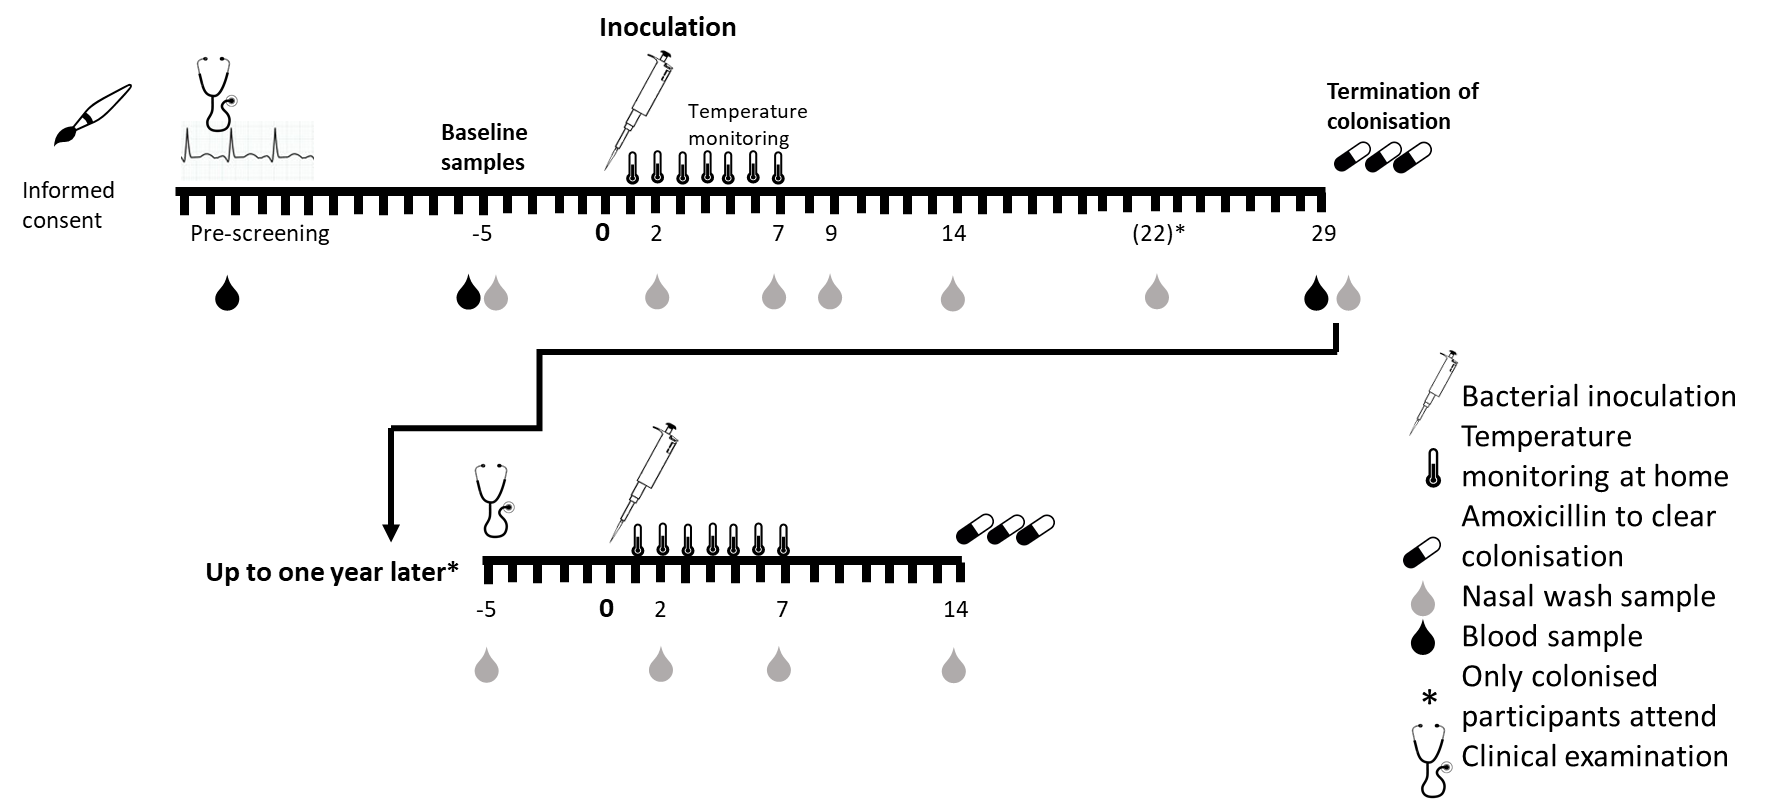 Inoculation
Termination of
colonisation
Temperature
monitoring
Baseline
samples
Informed
consent
Pre-screening -5 0 2 7 9 14 (22)* 29
Up to one year later*
-5 0 2 7 14
Bacterial inoculation
Temperature
monitoring at home
Amoxicillin to clear
colonisation
Nasal wash sample
Blood sample
* Only colonised
participants attend
Clinical examination